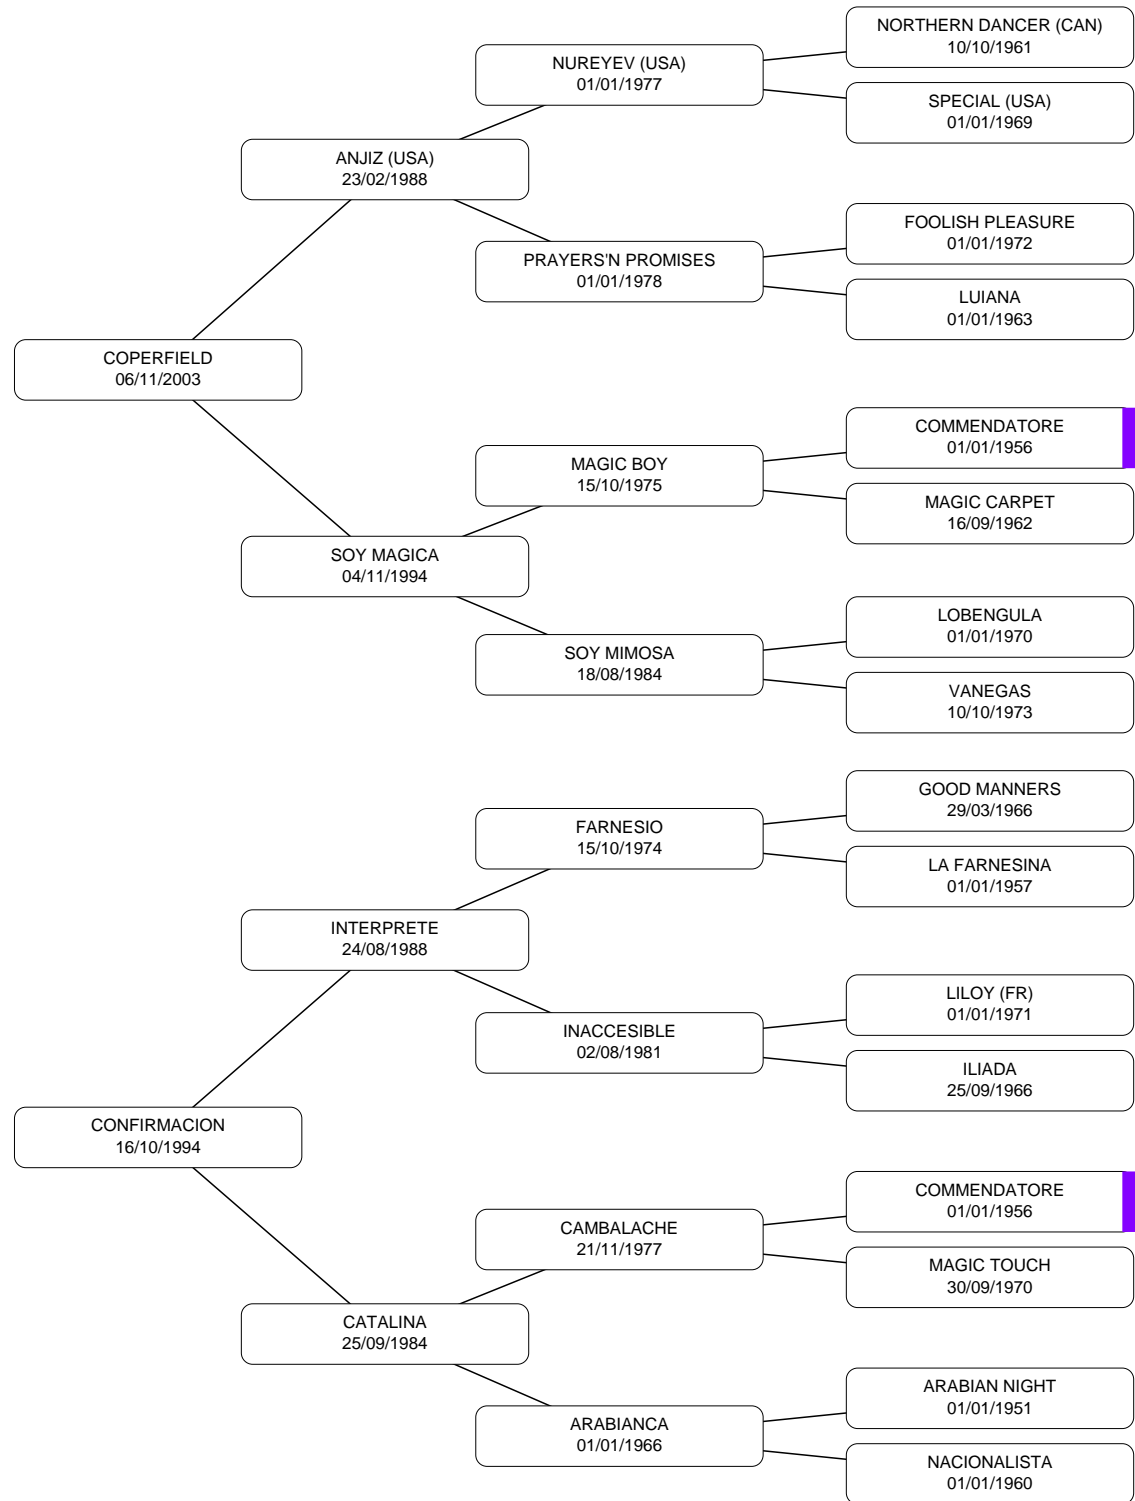 NORTHERN DANCER (CAN)
10/10/1961
NUREYEV (USA)
01/01/1977
SPECIAL (USA)
01/01/1969
ANJIZ (USA)
23/02/1988
FOOLISH PLEASURE
01/01/1972
PRAYERS'N PROMISES
01/01/1978
LUIANA
01/01/1963
COPERFIELD
06/11/2003
COMMENDATORE
01/01/1956
MAGIC BOY
15/10/1975
MAGIC CARPET
16/09/1962
SOY MAGICA
04/11/1994
LOBENGULA
01/01/1970
SOY MIMOSA
18/08/1984
VANEGAS
10/10/1973
GOOD MANNERS
29/03/1966
FARNESIO
15/10/1974
LA FARNESINA
01/01/1957
INTERPRETE
24/08/1988
LILOY (FR)
01/01/1971
INACCESIBLE
02/08/1981
ILIADA
25/09/1966
CONFIRMACION
16/10/1994
COMMENDATORE
01/01/1956
CAMBALACHE
21/11/1977
MAGIC TOUCH
30/09/1970
CATALINA
25/09/1984
ARABIAN NIGHT
01/01/1951
ARABIANCA
01/01/1966
NACIONALISTA
01/01/1960